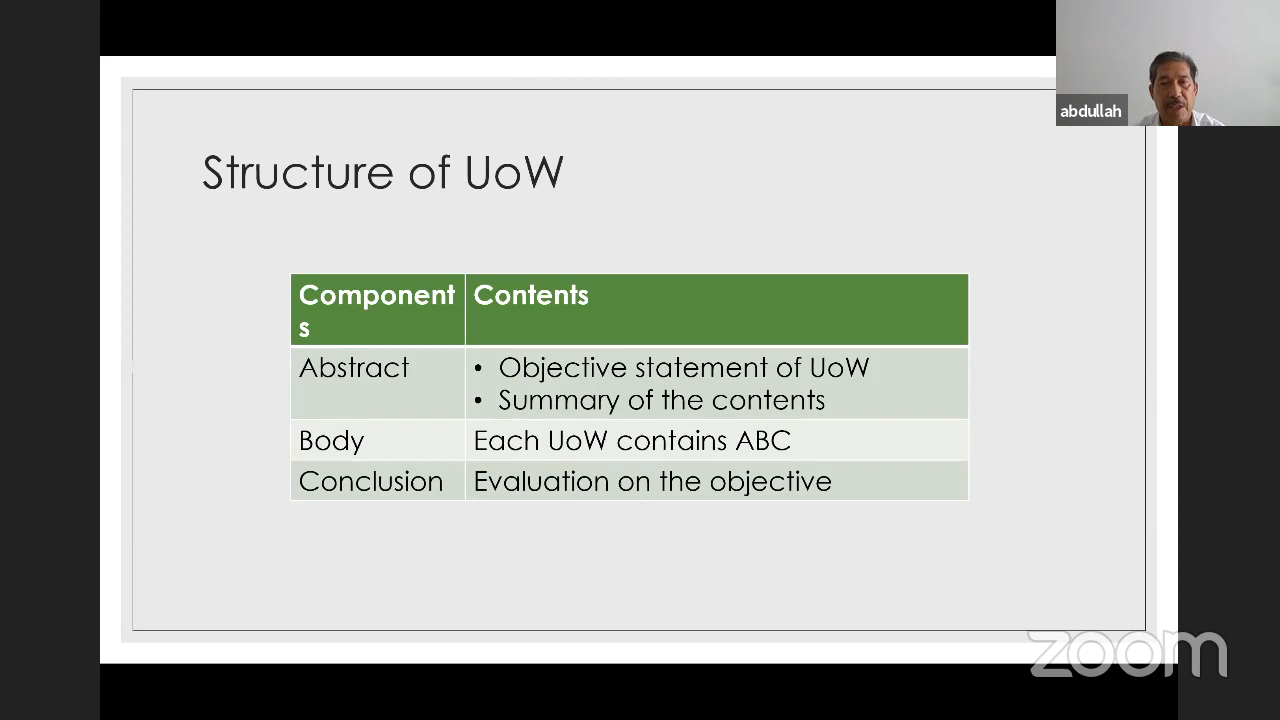 abdullah
Structure of UoW
Component
s
Contents
Abstract
• Objective statement of UoW
• Summary of the contents
Body
Each UoW contains ABC
Conclusion
Evaluation on the objective
zoom